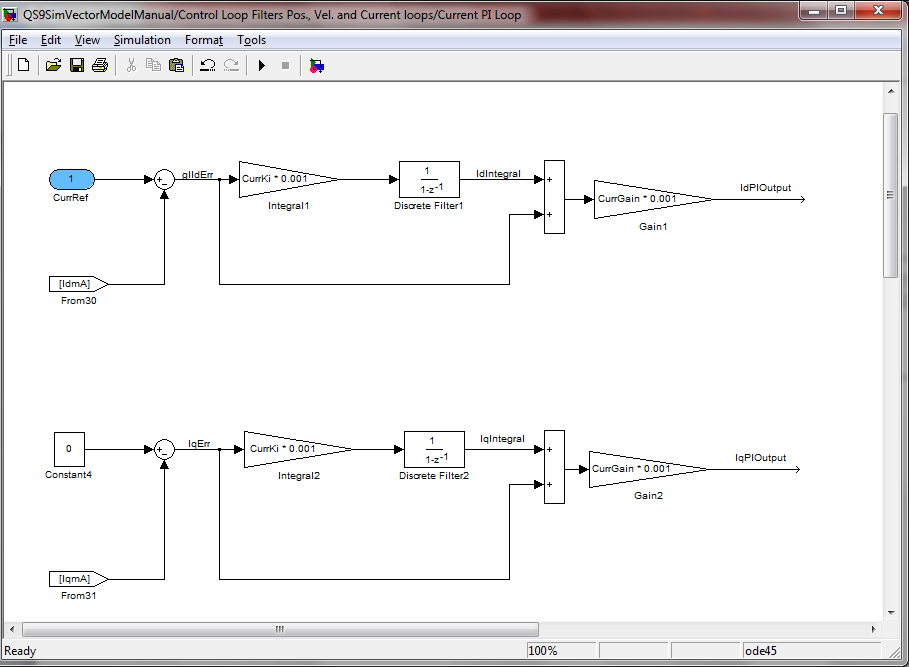 QS9SimVectorModelManual/Control Loop Filters Pos., Vel. and Current loops/Current PI Loop
File Edit View Simulation Format Tools
1
CurrRef
+
-
qIIdErr
CurrKi * 0.001
Integral1
1
1-z-1
Discrete Filter1
IdIntegral
+
+
CurrGain * 0.001
Gain1
IdPIOutput
[IdmA]
From30
0
Constant4
+
-
IqErr
CurrKi * 0.001
Integral2
1
1-z-1
Discrete Filter2
IqIntegral
+
+
CurrGain * 0.001
Gain2
IqPIOutput
[IqmA]
From31
Ready 100% ode45